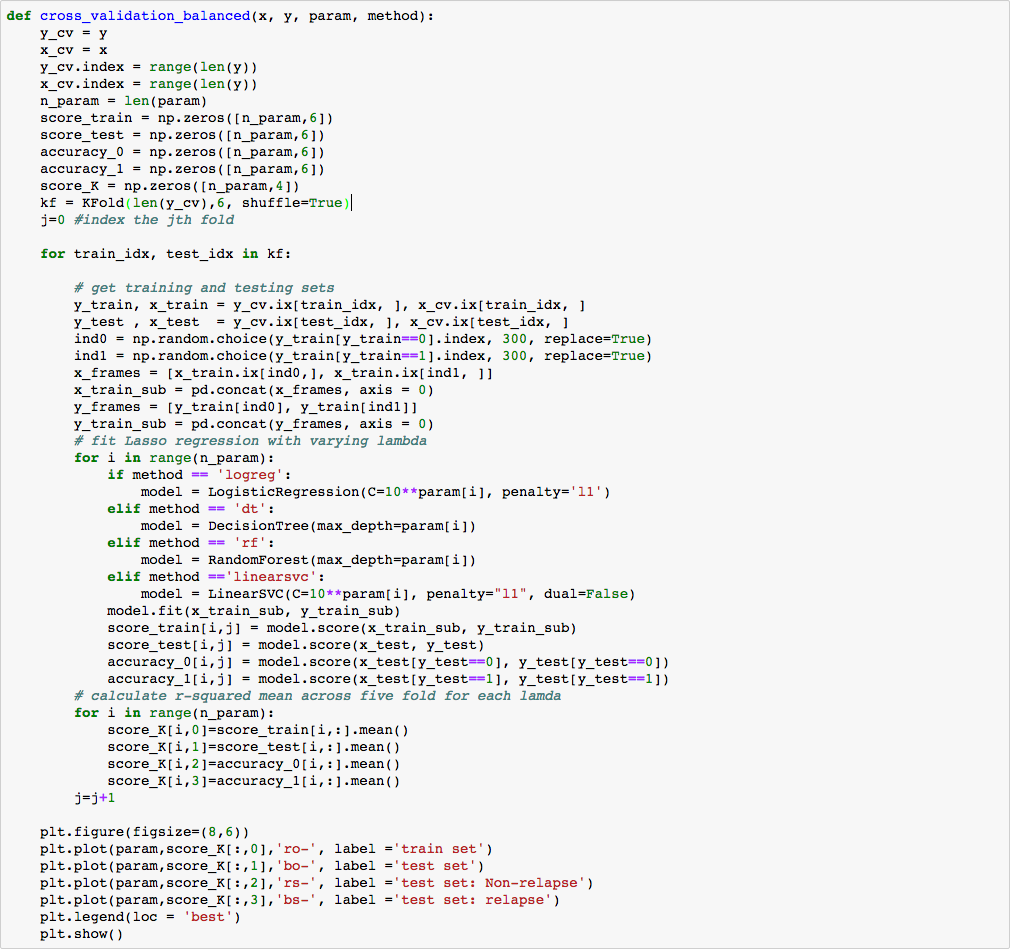 def cross_validation_balanced(x, y, param, method):
    y_cv = y
    x_cv = x
    y_cv.index = range(len(y))
    x_cv.index = range(len(y))
    n_param = len(param)
    score_train = np.zeros([n_param,6])
    score_test = np.zeros([n_param,6])
    accuracy_0 = np.zeros([n_param,6])
    accuracy_1 = np.zeros([n_param,6])
    score_K = np.zeros([n_param,4])
    kf = KFold(len(y_cv),6, shuffle=True)
    j=0 #index the jth fold
    for train_idx, test_idx in kf:
        # get training and testing sets
        y_train, x_train = y_cv.ix[train_idx, ], x_cv.ix[train_idx, ]
        y_test , x_test  = y_cv.ix[test_idx, ], x_cv.ix[test_idx, ]
        ind0 = np.random.choice(y_train[y_train==0].index, 300, replace=True)
        ind1 = np.random.choice(y_train[y_train==1].index, 300, replace=True)
        x_frames = [x_train.ix[ind0,], x_train.ix[ind1, ]]
        x_train_sub = pd.concat(x_frames, axis = 0)
        y_frames = [y_train[ind0], y_train[ind1]]
        y_train_sub = pd.concat(y_frames, axis = 0)
        # fit Lasso regression with varying lambda
        for i in range(n_param):
            if method == 'logreg':
                model = LogisticRegression(C=10**param[i], penalty='l1')
            elif method == 'dt':
                model = DecisionTree(max_depth=param[i])
            elif method == 'rf':
                model = RandomForest(max_depth=param[i])
            elif method =='linearsvc':
                model = LinearSVC(C=10**param[i], penalty="l1", dual=False)
            model.fit(x_train_sub, y_train_sub)
            score_train[i,j] = model.score(x_train_sub, y_train_sub)
            score_test[i,j] = model.score(x_test, y_test)
            accuracy_0[i,j] = model.score(x_test[y_test==0], y_test[y_test==0])
            accuracy_1[i,j] = model.score(x_test[y_test==1], y_test[y_test==1])
        # calculate r-squared mean across five fold for each lamda
        for i in range(n_param):
            score_K[i,0]=score_train[i,:].mean()
            score_K[i,1]=score_test[i,:].mean()
            score_K[i,2]=accuracy_0[i,:].mean()
            score_K[i,3]=accuracy_1[i,:].mean()
        j=j+1
    plt.figure(figsize=(8,6))
    plt.plot(param,score_K[:,0],'ro-', label ='train set')
    plt.plot(param,score_K[:,1],'bo-', label ='test set')
    plt.plot(param,score_K[:,2],'rs-', label ='test set: Non-relapse')
    plt.plot(param,score_K[:,3],'bs-', label ='test set: relapse')
    plt.legend(loc = 'best')
    plt.show()